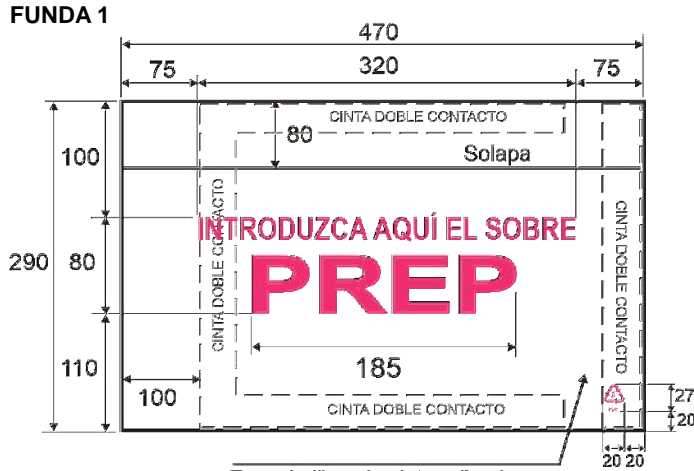 FUNDA 1
470
75
320
75
CINTA DOBLE CONTACTO
80
100
Solapa
CINTA DOBLE CONTACTO
CINTA DOBLE CONTACTO
INTRODUZCA AQUÍ EL SOBRE
290
80
PREP
185
110
100
CINTA DOBLE CONTACTO
27
20
20 20